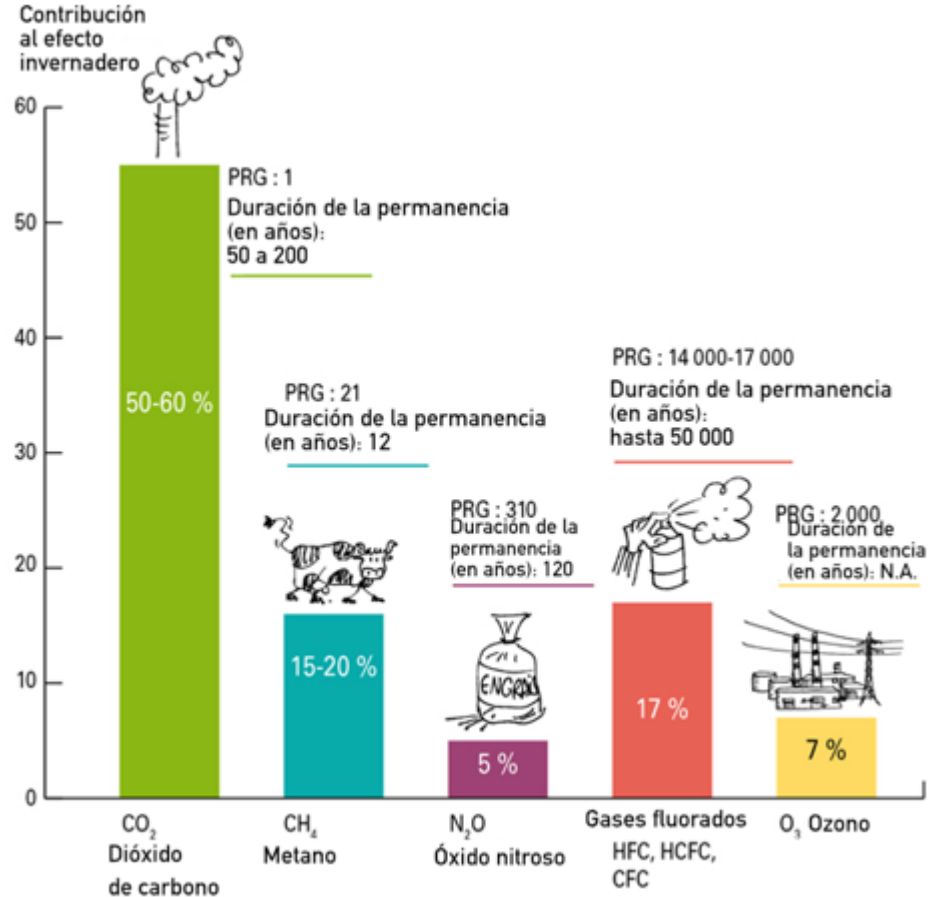 Contribución
al efecto
invernadero
60
50
40
30
20
10
0
PRG : 1
Duración de la permanencia
(en años):
50 a 200
50-60 %
PRG : 21
Duración de la permanencia
(en años): 12
15-20 %
PRG : 310
Duración de la
permanencia
(en años): 120
ENGRAIS
5 %
PRG : 14 000-17 000
Duración de la permanencia
(en años):
hasta 50 000
17 %
PRG : 2,000
Duración de
la permanencia
(en años): N.A.
7 %
CO₂
Dióxido
de carbono
CH₄
Metano
N₂O
Óxido nitroso
Gases fluorados
HFC, HCFC,
CFC
O₃ Ozono